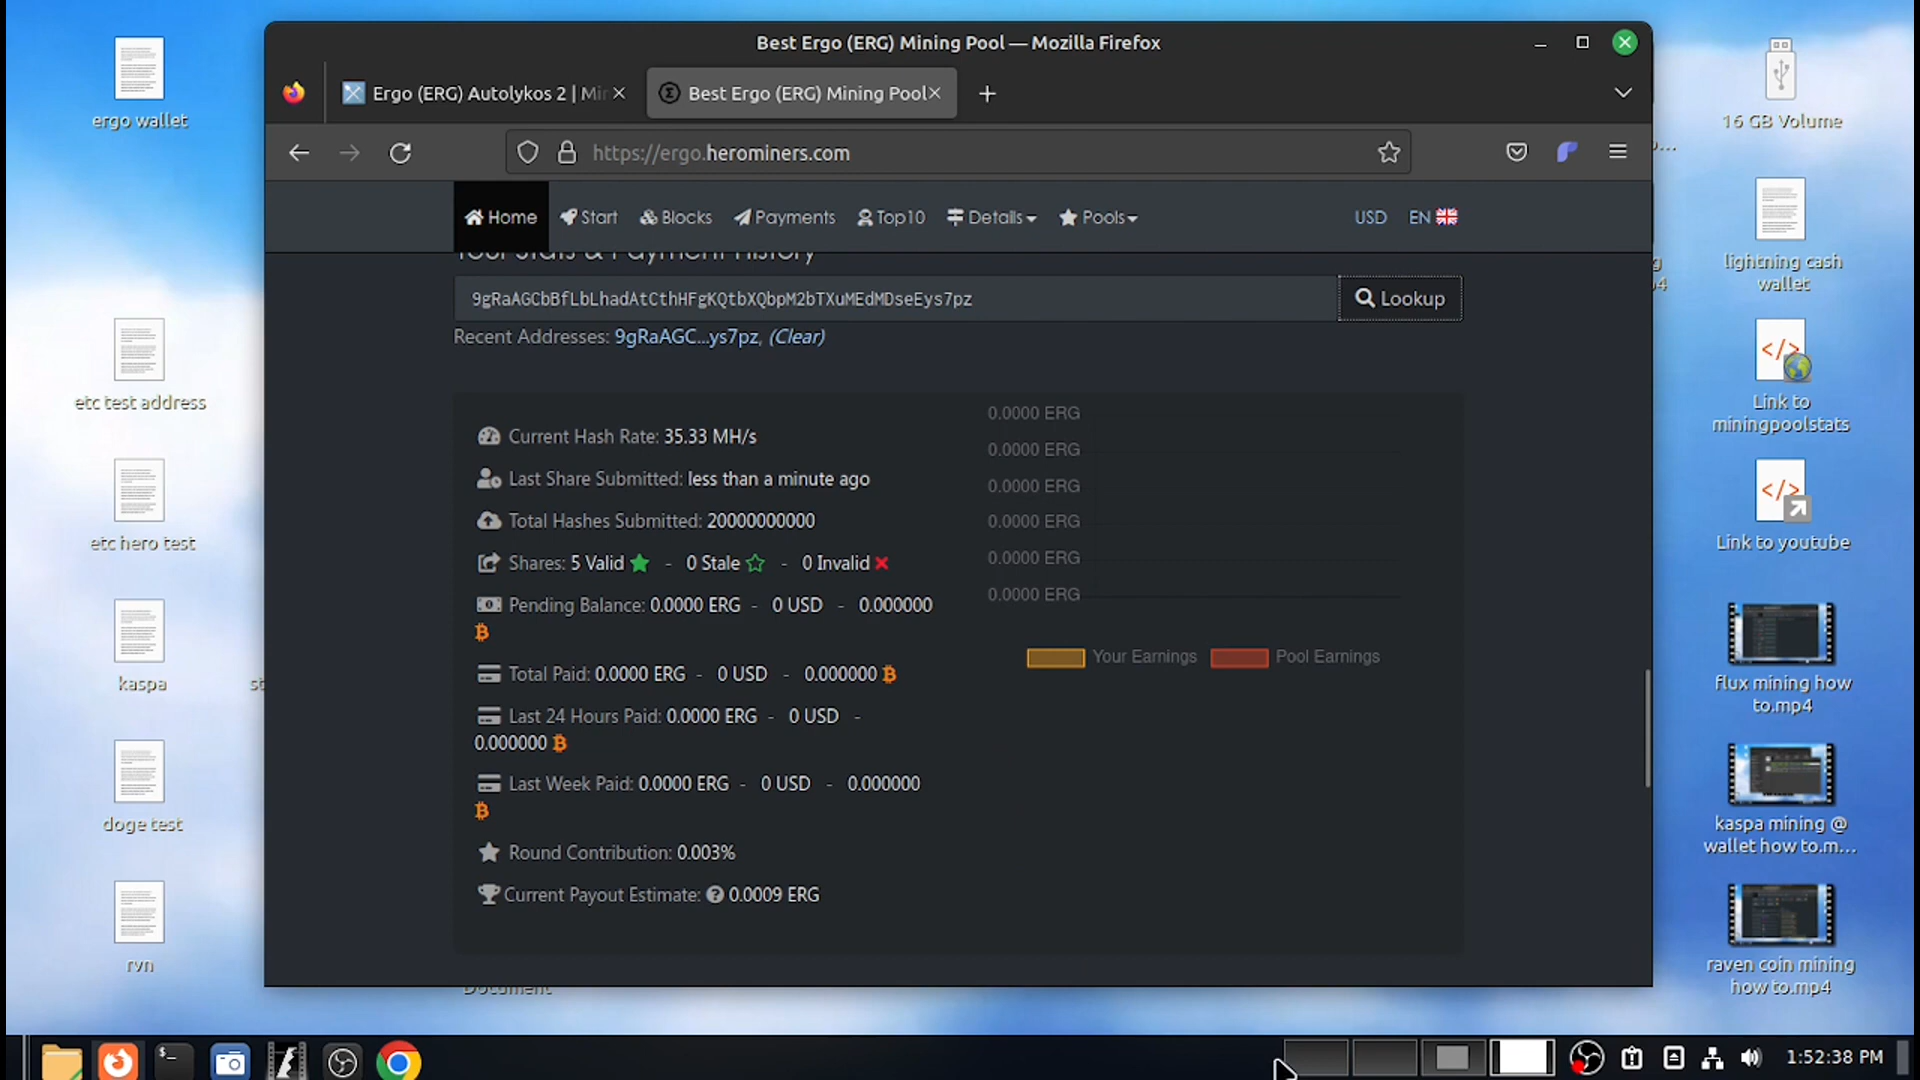 Best Ergo (ERG) Mining Pool — Mozilla Firefox
Ergo (ERG) Autolykos 2 | Mir
Best Ergo (ERG) Mining Pool
https://ergo.herominers.com
Home Start Blocks Payments Top10 Details Pools USD EN
Your Stats & Payment History
9gRaAGCbBfLbLhadAtCthHFgKQtbXQbpM2bTXuMEdMDseEys7pz
Lookup
Recent Addresses: 9gRaAGC...ys7pz, (Clear)
Current Hash Rate: 35.33 MH/s
Last Share Submitted: less than a minute ago
Total Hashes Submitted: 20000000000
Shares: 5 Valid - 0 Stale - 0 Invalid
Pending Balance: 0.0000 ERG - 0 USD - 0.000000
Total Paid: 0.0000 ERG - 0 USD - 0.000000
Last 24 Hours Paid: 0.0000 ERG - 0 USD -
0.000000
Last Week Paid: 0.0000 ERG - 0 USD - 0.000000
Round Contribution: 0.003%
Current Payout Estimate: 0.0009 ERG
0.0000 ERG
0.0000 ERG
0.0000 ERG
0.0000 ERG
0.0000 ERG
0.0000 ERG
Your Earnings
Pool Earnings
ergo wallet
etc test address
etc hero test
kaspa
st
doge test
rvn
Document
16 GB Volume
lightning cash
wallet
Link to
miningpoolstats
Link to youtube
flux mining how
to.mp4
kaspa mining @
wallet how to.m...
raven coin mining
how to.mp4
1:52:38 PM